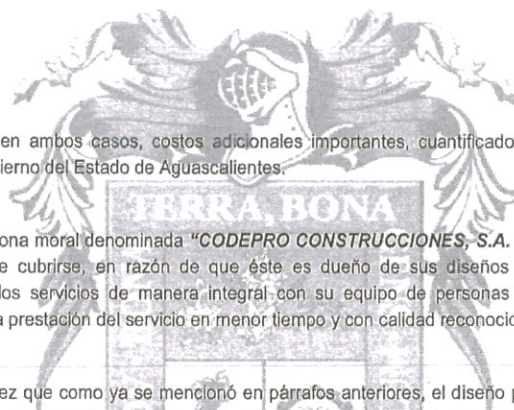 en ambos casos, costos adicionales importantes, cuantificado
ierno del Estado de Aguascalientes.
TERRA, BONA
ona moral denominada "CODEPRO CONSTRUCCIONES, S.A.
e cubrirse, en razón de que éste es dueño de sus diseños
los servicios de manera integral con su equipo de personas
a prestación del servicio en menor tiempo y con calidad reconocid
ez que como ya se mencionó en párrafos anteriores, el diseño p